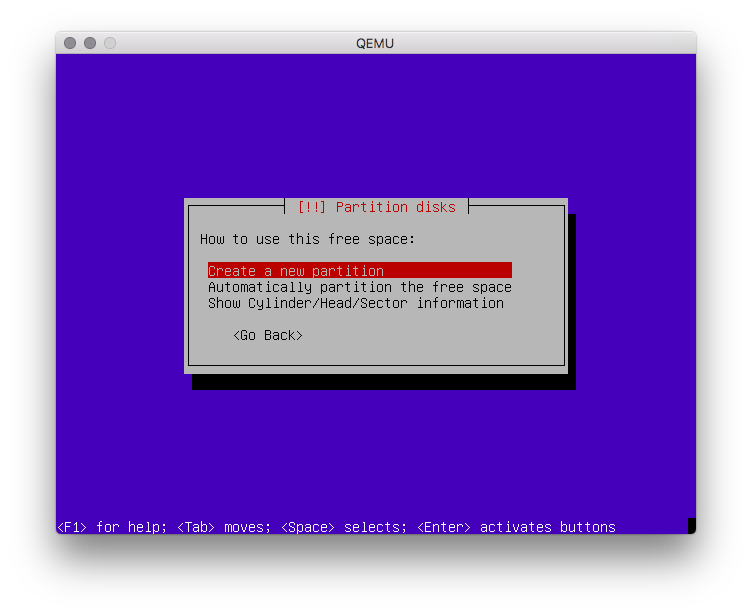 QEMU
[!!] Partition disks
How to use this free space:
Create a new partition
Automatically partition the free space
Show Cylinder/Head/Sector information
<Go Back>
<F1> for help; <Tab> moves; <Space> selects; <Enter> activates buttons